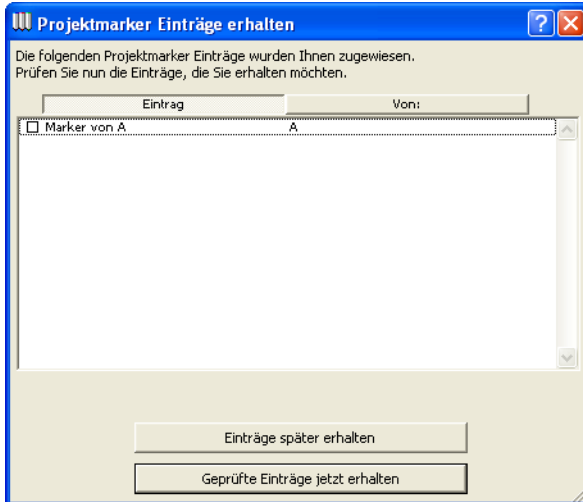 Projektmarker Einträge erhalten
Die folgenden Projektmarker Einträge wurden Ihnen zugewiesen.
Prüfen Sie nun die Einträge, die Sie erhalten möchten.
Eintrag Von:
Marker von A A
Einträge später erhalten
Geprüfte Einträge jetzt erhalten